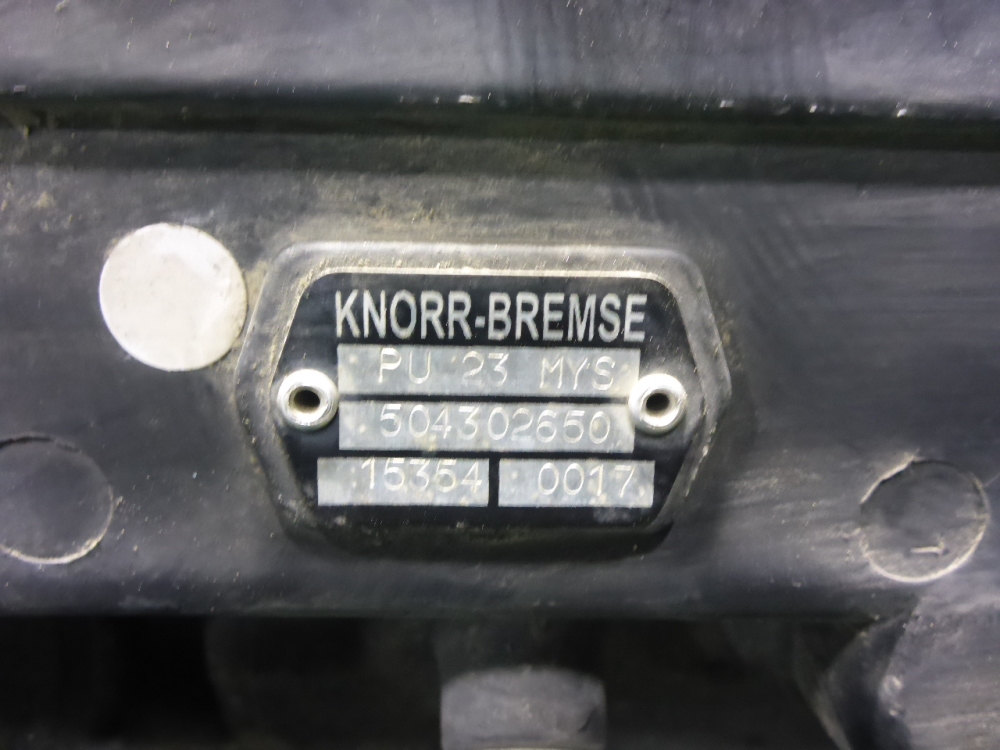 KNORR-BREMSE
PU 23 MYS
504302650
15354 0017